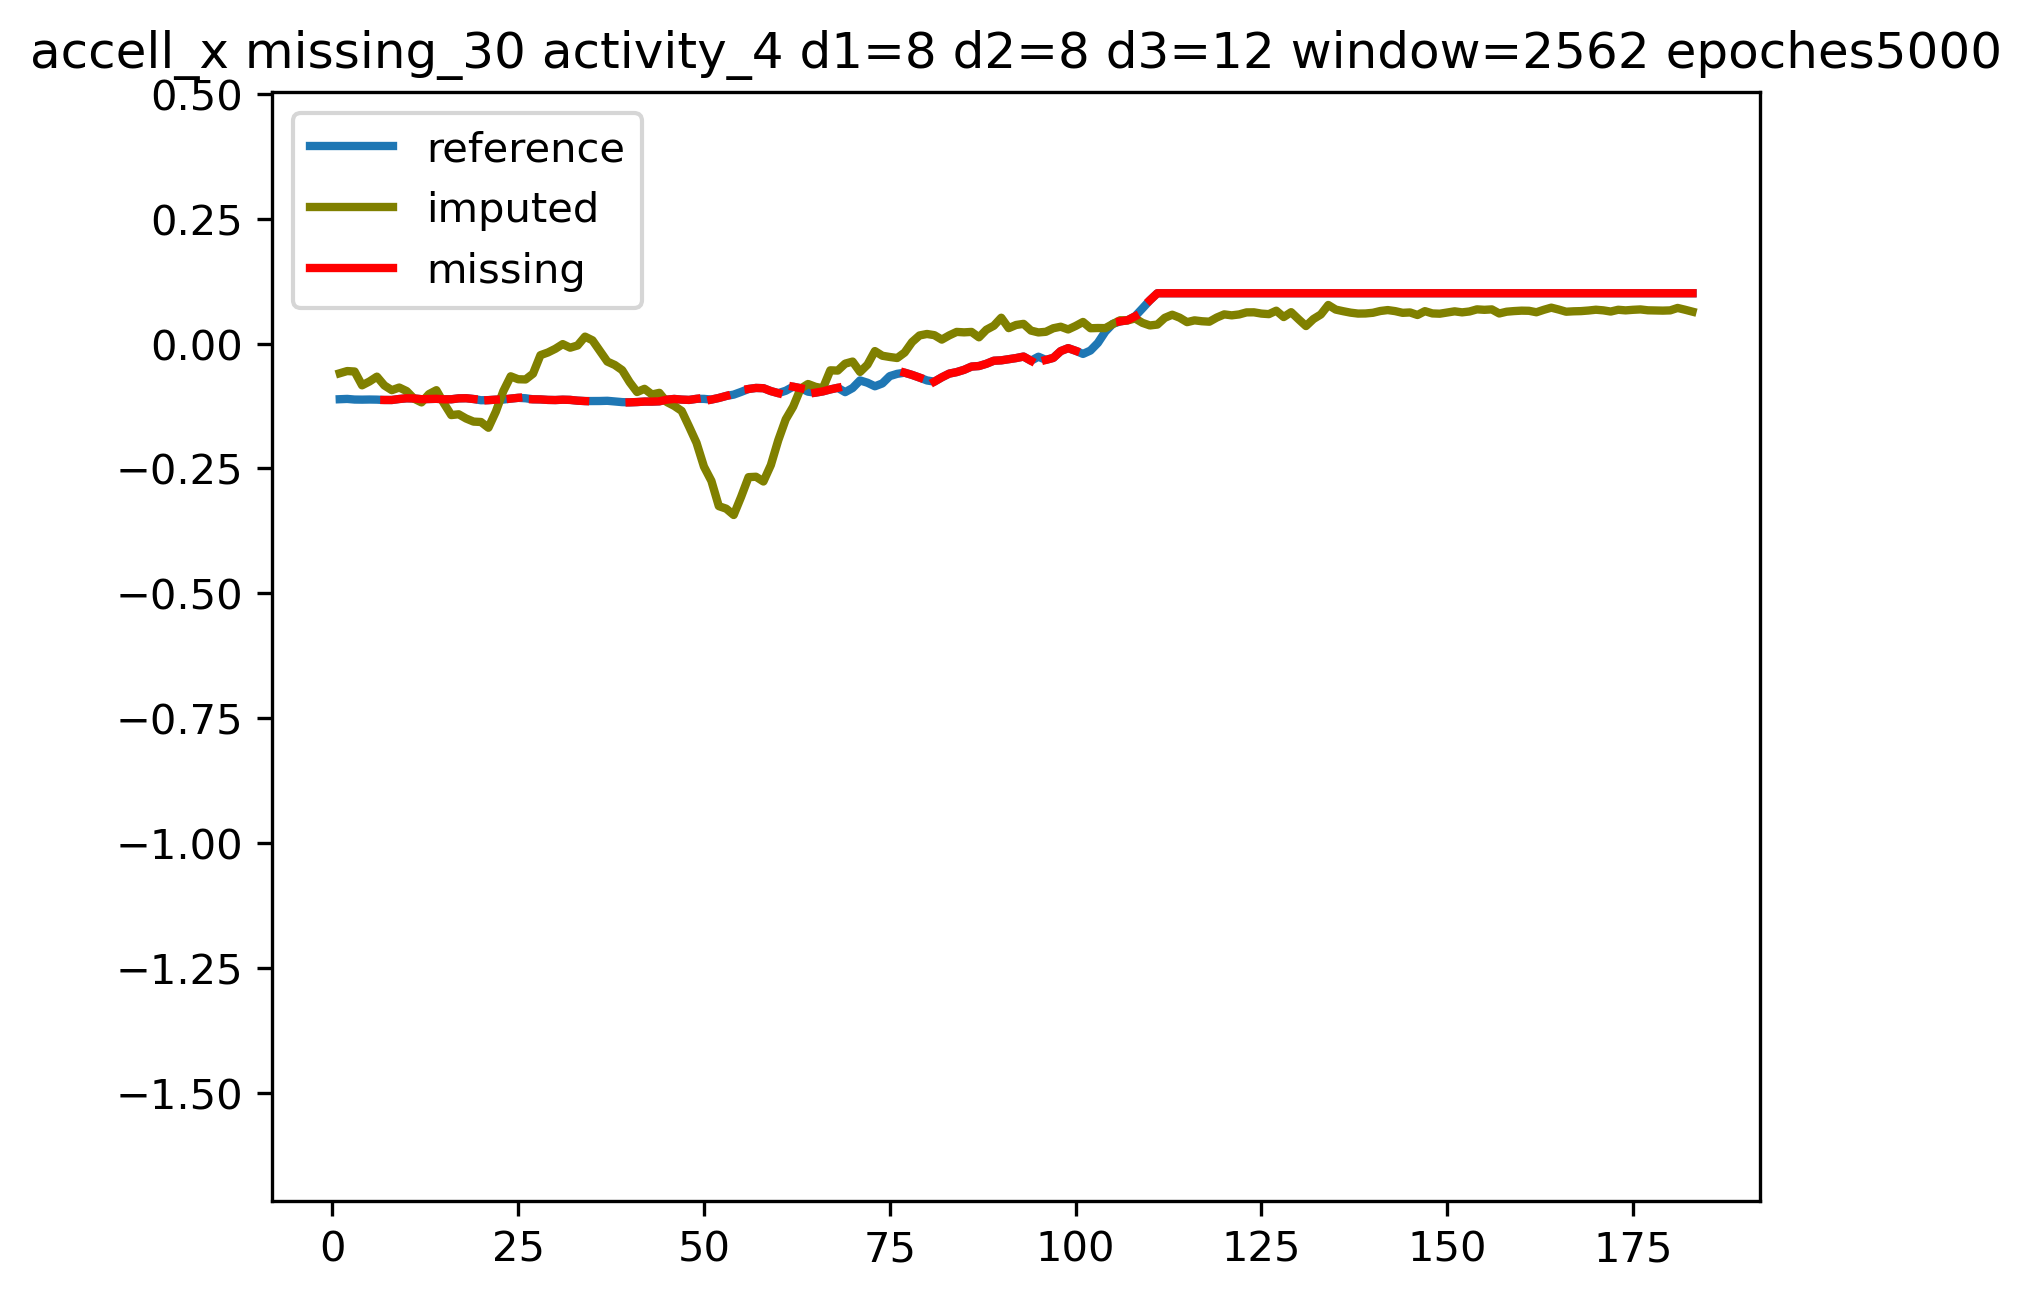 accell_x missing_30 activity_4 d1=8 d2=8 d3=12 window=2562 epoches5000
reference
imputed
missing
0.50
0.25
0.00
−0.25
−0.50
−0.75
−1.00
−1.25
−1.50
0 25 50 75 100 125 150 175